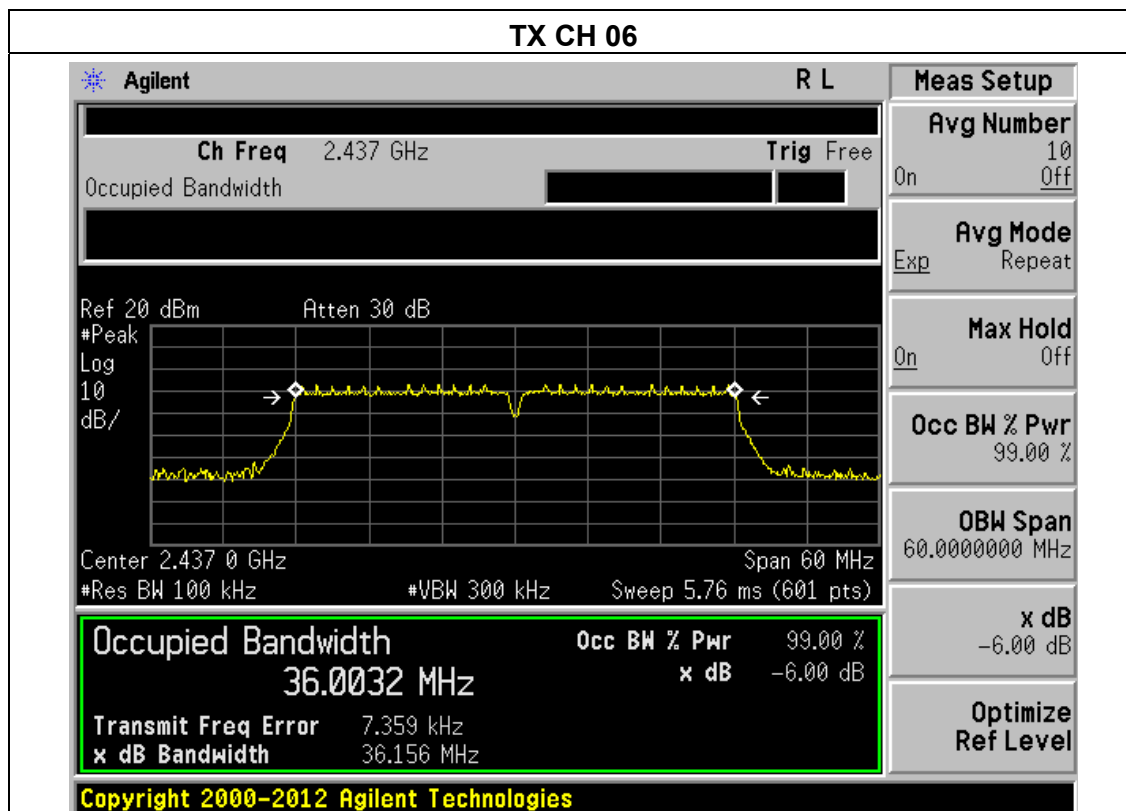 TX CH 06
Agilent R L
Ch Freq 2.437 GHz Trig Free
Occupied Bandwidth
Ref 20 dBm Atten 30 dB
#Peak
Log
10
dB/
Center 2.437 0 GHz Span 60 MHz
#Res BW 100 kHz #VBW 300 kHz Sweep 5.76 ms (601 pts)
Occupied Bandwidth Occ BW % Pwr 99.00 %
36.0032 MHz x dB -6.00 dB
Transmit Freq Error 7.359 kHz
x dB Bandwidth 36.156 MHz
Copyright 2000-2012 Agilent Technologies
Meas Setup
Avg Number
10
On Off
Avg Mode
Exp Repeat
Max Hold
On Off
Occ BW % Pwr
99.00 %
OBW Span
60.0000000 MHz
x dB
-6.00 dB
Optimize
Ref Level